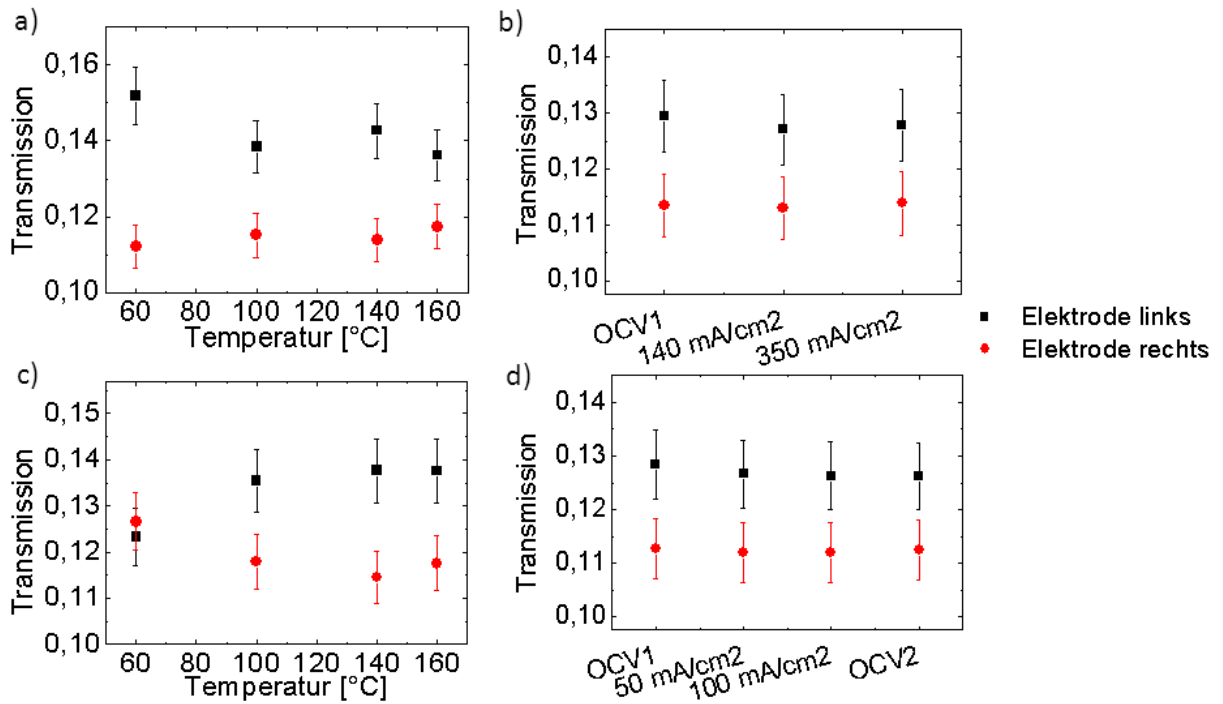 a)
Transmission
0,16
0,14
0,12
0,10
60 80 100 120 140 160
Temperatur [°C]
b)
Transmission
0,14
0,13
0,12
0,11
0,10
OCV1
140 mA/cm2
350 mA/cm2
Elektrode links
Elektrode rechts
c)
Transmission
0,15
0,14
0,13
0,12
0,11
0,10
60 80 100 120 140 160
Temperatur [°C]
d)
Transmission
0,14
0,13
0,12
0,11
0,10
OCV1
50 mA/cm2
100 mA/cm2
OCV2